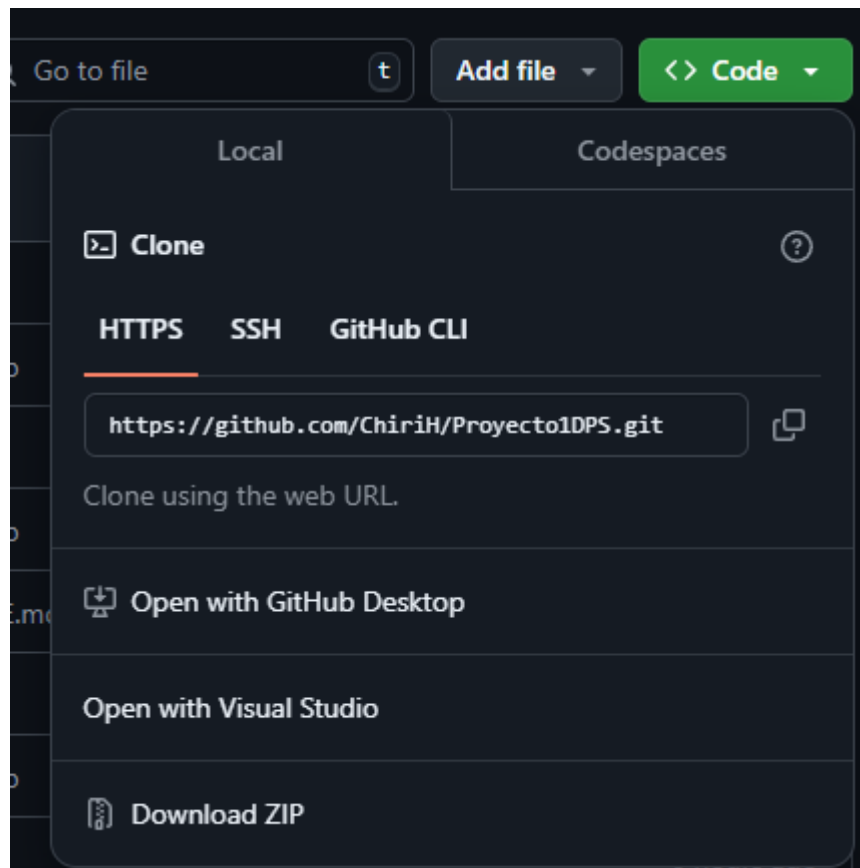 Go to file t Add file <> Code
Local Codespaces
Clone
HTTPS SSH GitHub CLI
https://github.com/ChiriH/Proyecto1DPS.git
Clone using the web URL.
Open with GitHub Desktop
Open with Visual Studio
Download ZIP